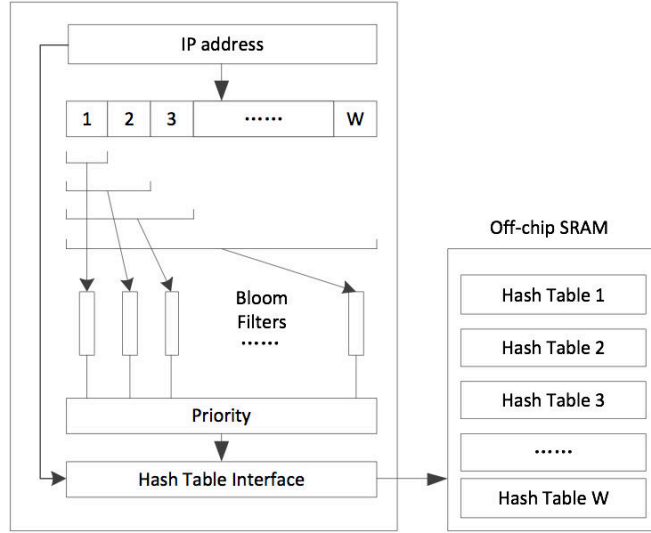 IP address
1 2 3 ...... W
Off-chip SRAM
Bloom
Filters
......
Hash Table 1
Hash Table 2
Hash Table 3
......
Hash Table W
Priority
Hash Table Interface